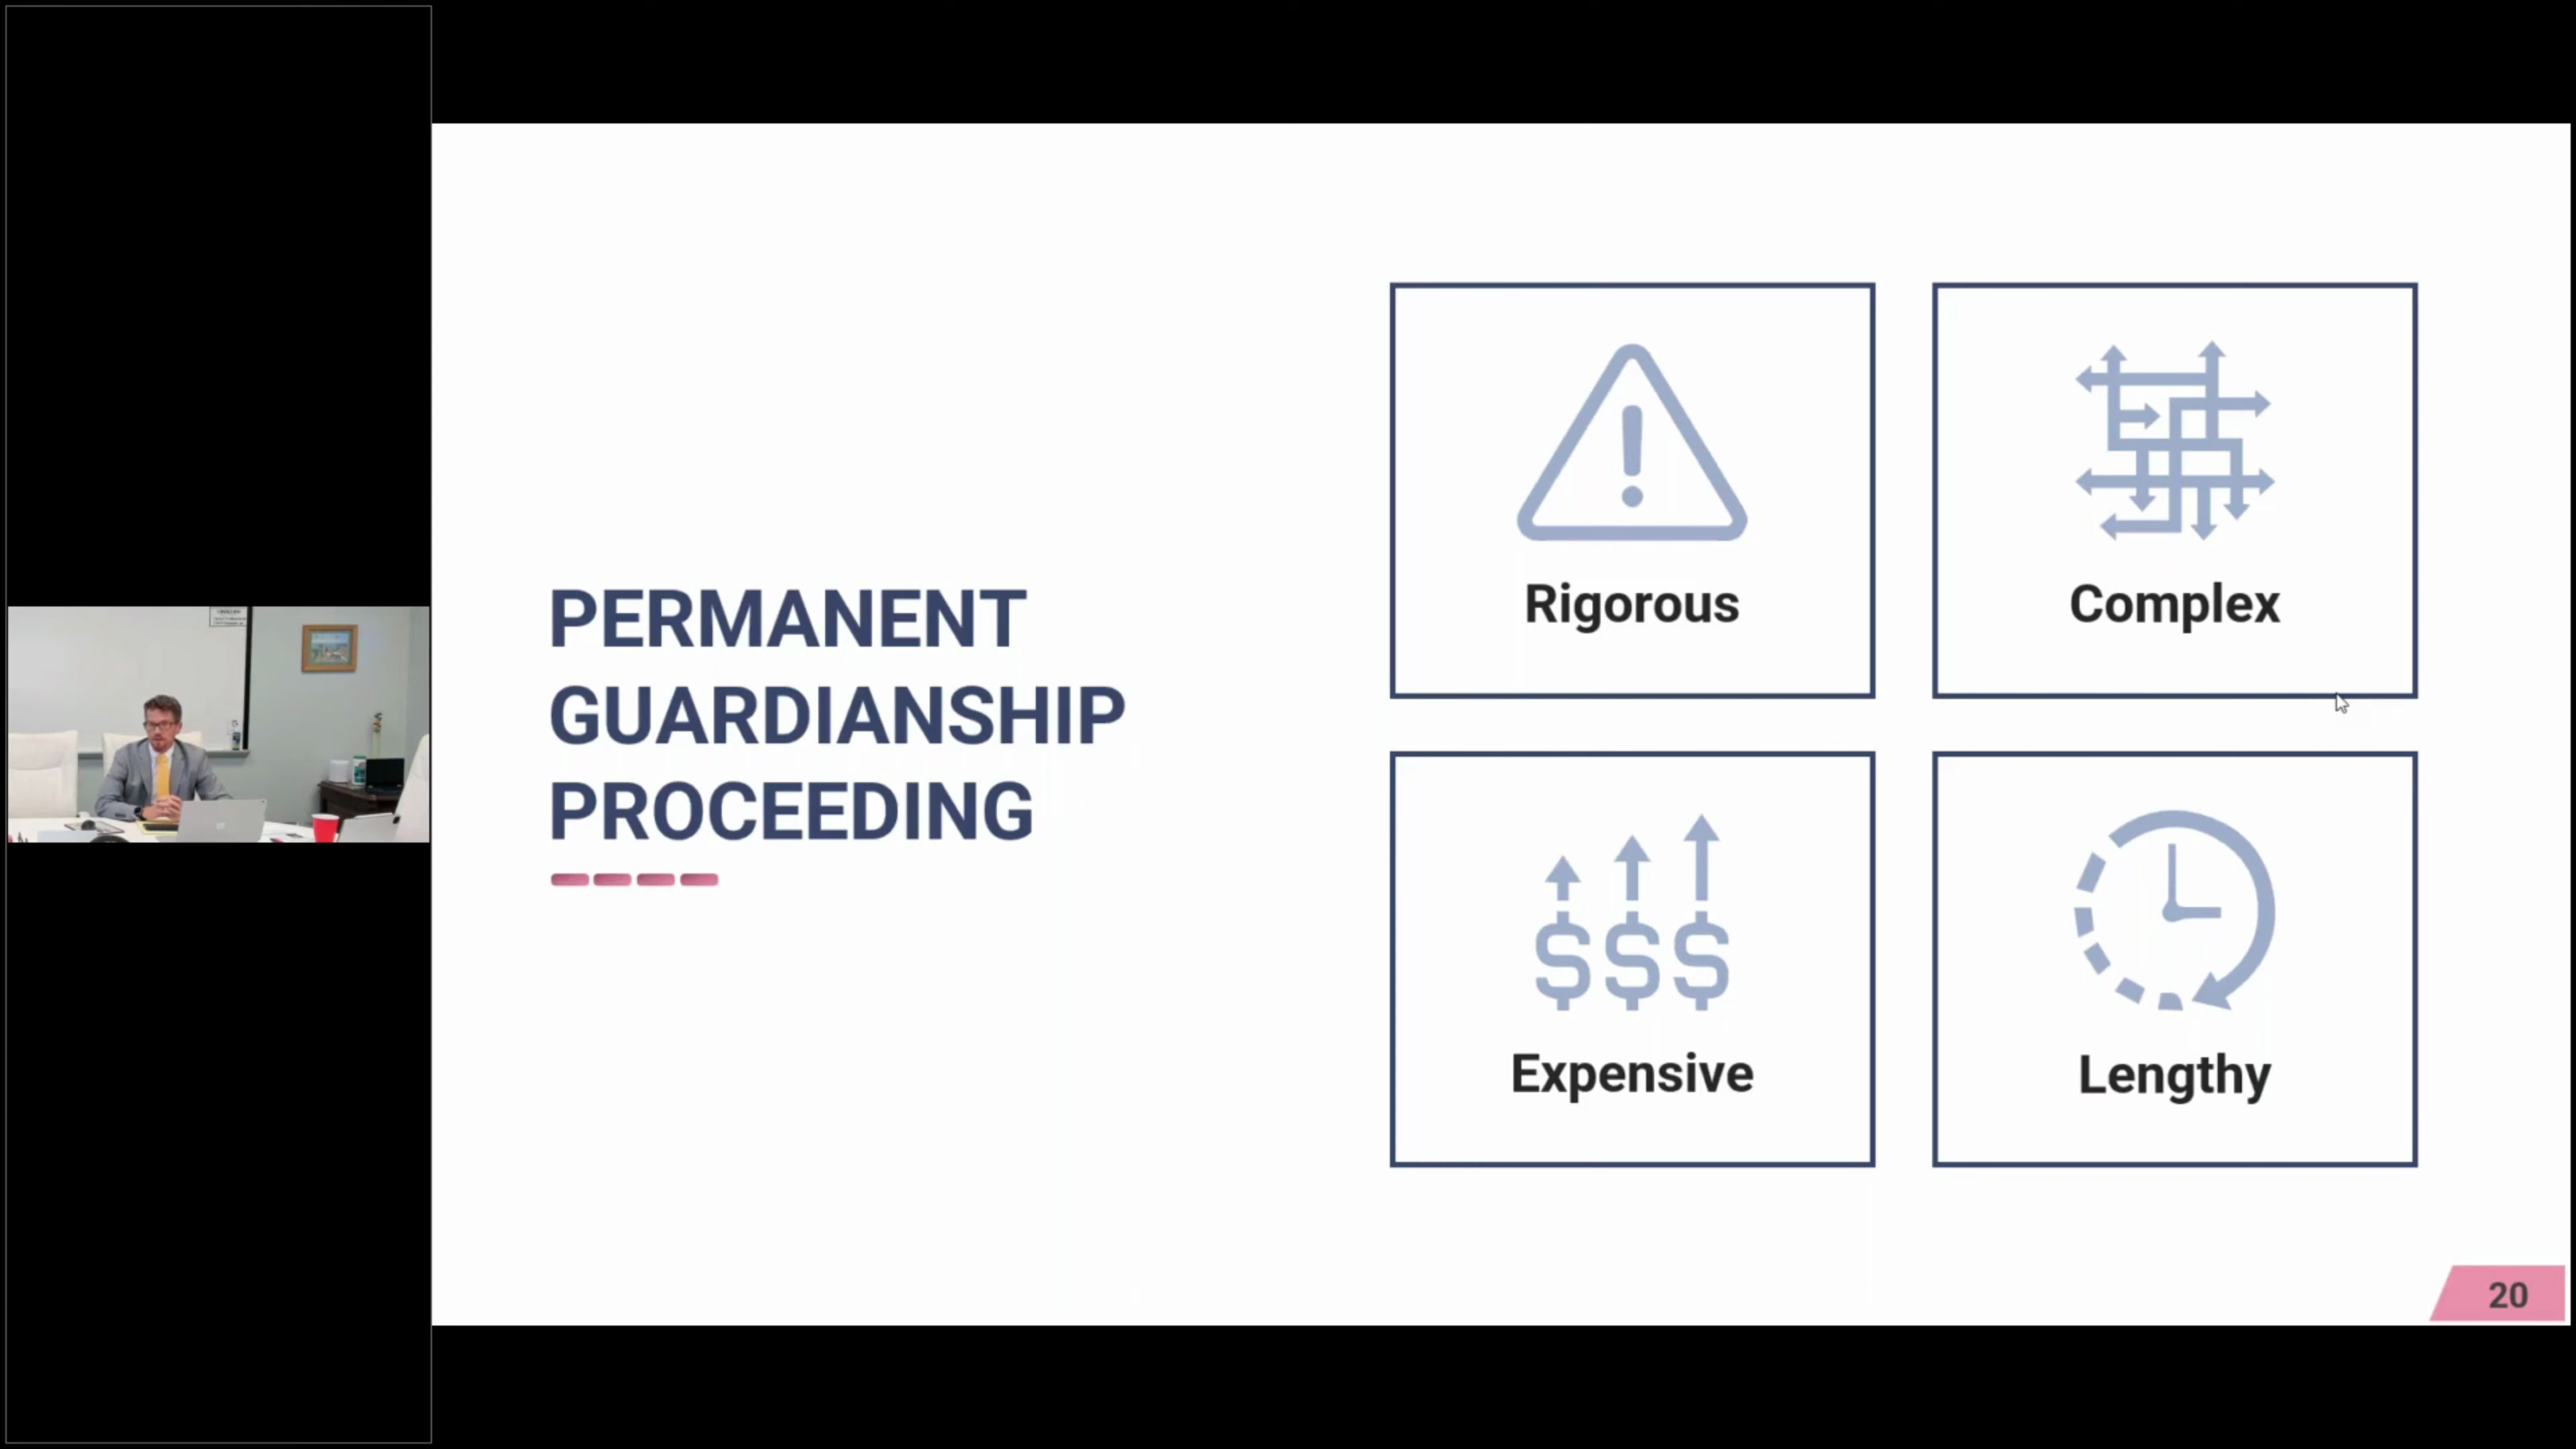 PERMANENT
GUARDIANSHIP
PROCEEDING
Rigorous
Complex
$$$
Expensive
Lengthy
20